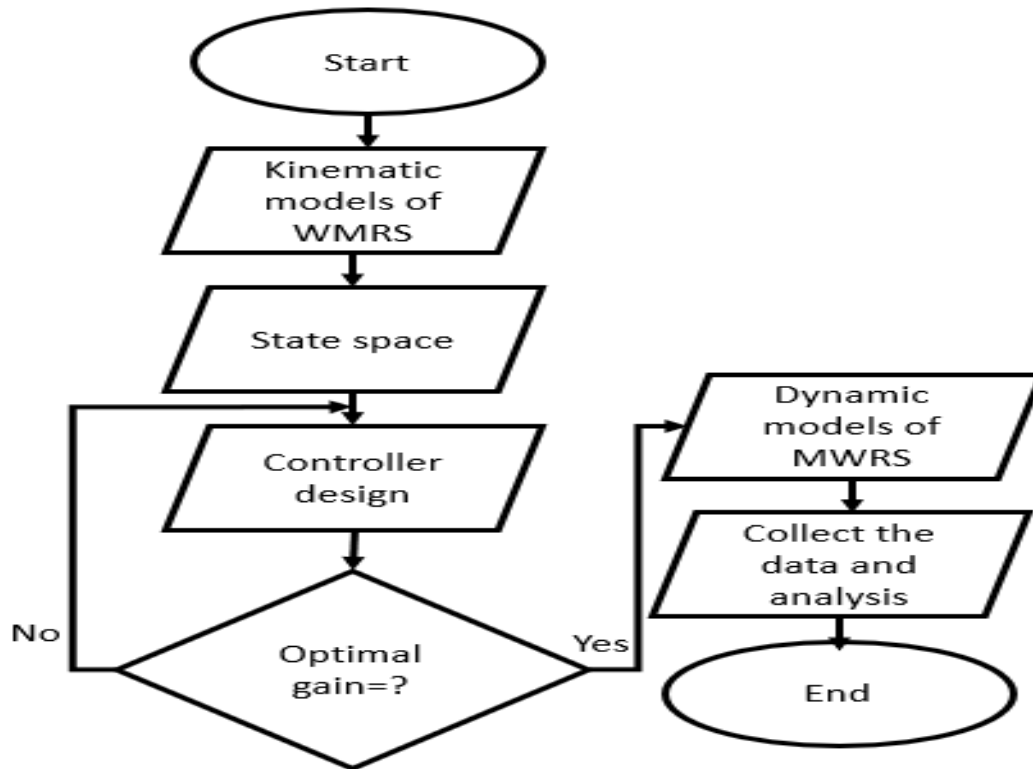 Start
Kinematic
models of
WMRS
State space
Controller
design
Optimal
gain=?
No
Yes
Dynamic
models of
MWRS
Collect the
data and
analysis
End